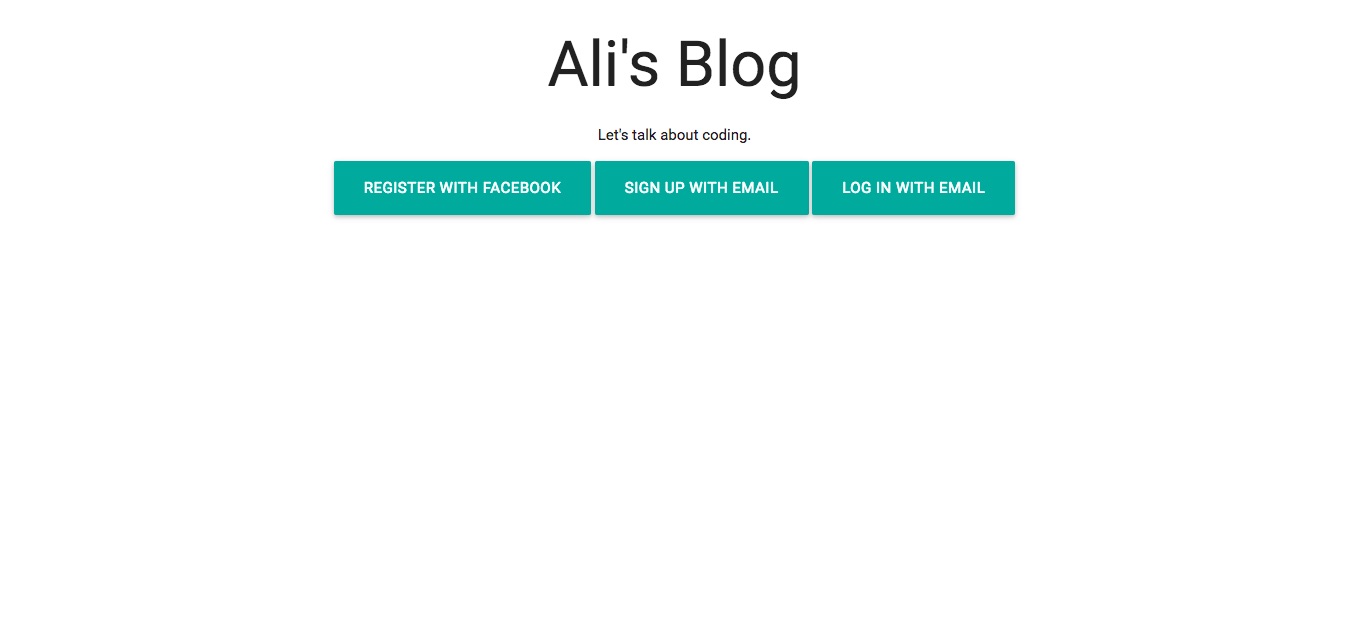 Ali's Blog
Let's talk about coding.
REGISTER WITH FACEBOOK SIGN UP WITH EMAIL LOG IN WITH EMAIL